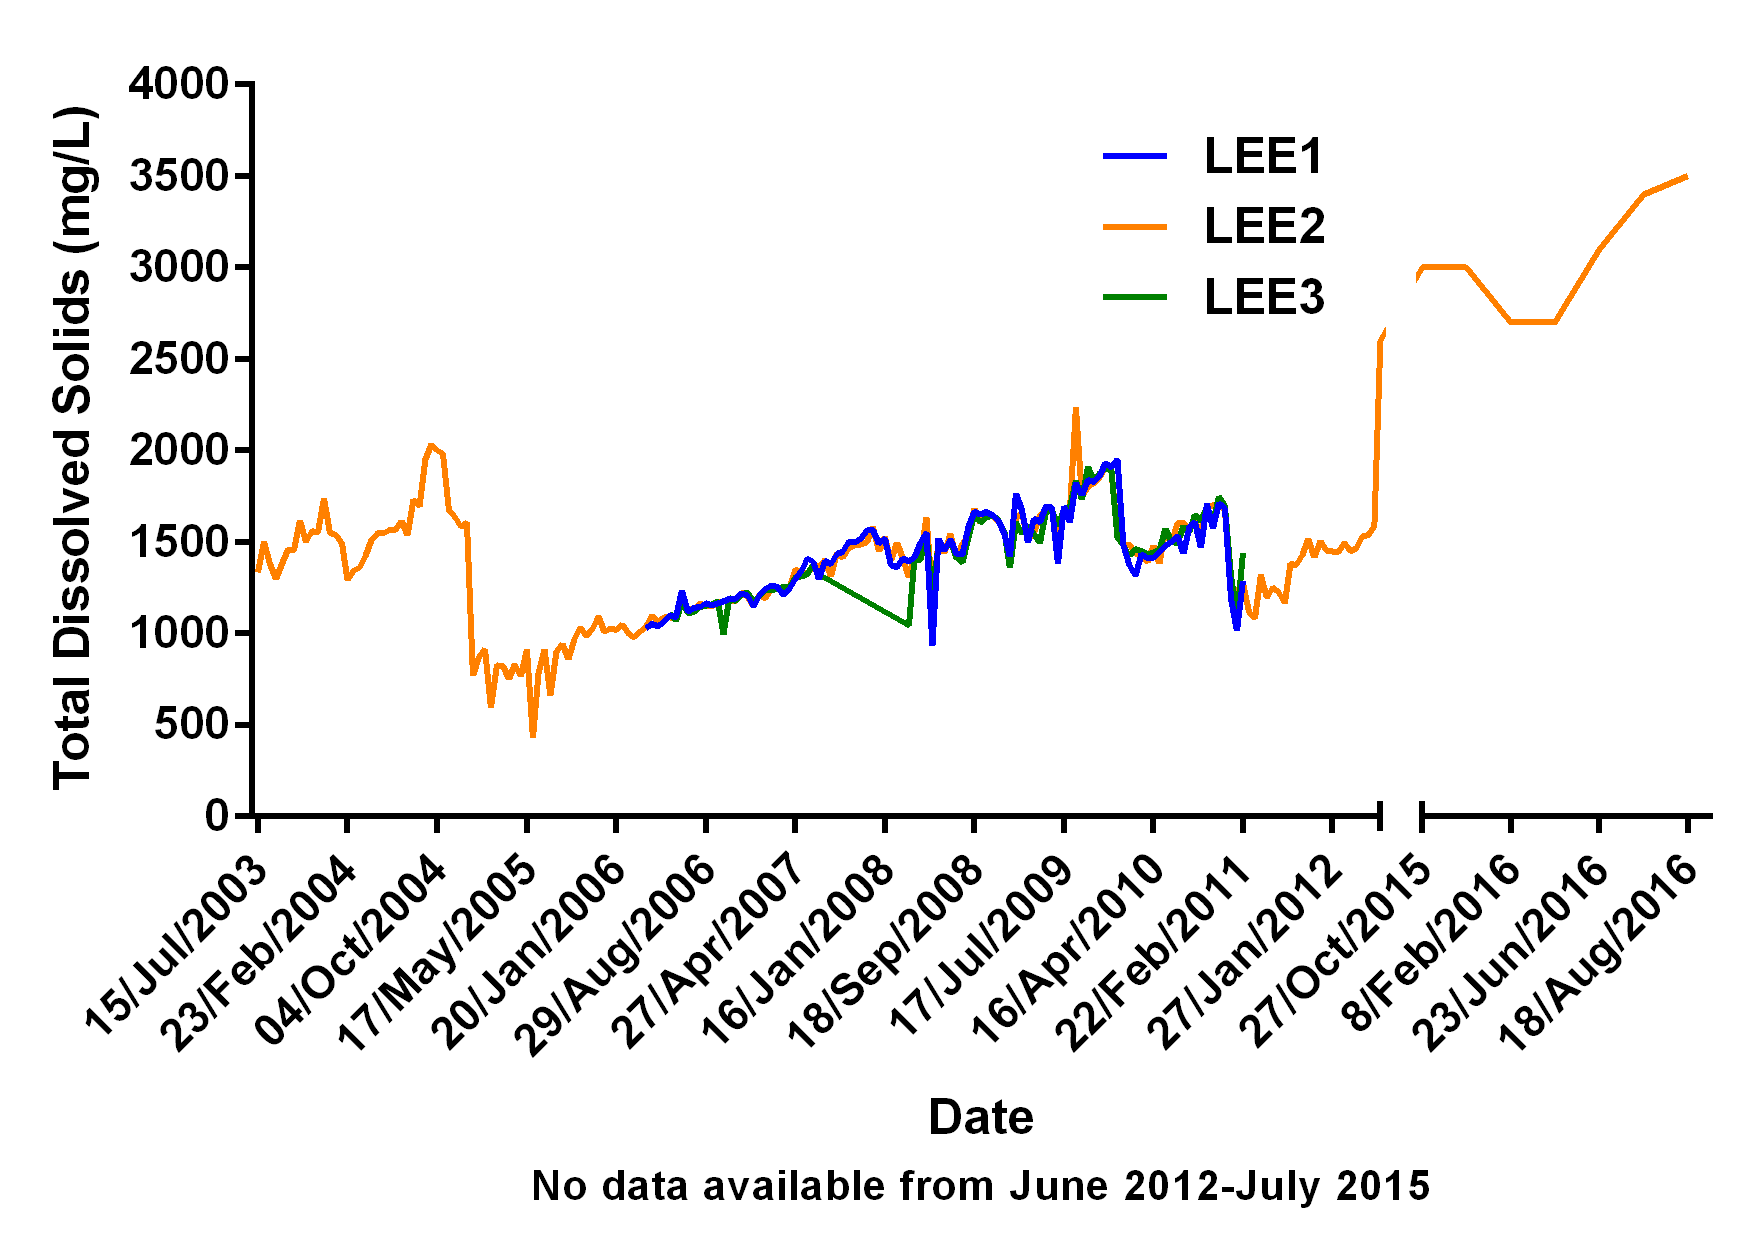 Total Dissolved Solids (mg/L)
4000
3500
3000
2500
2000
1500
1000
500
0
LEE1
LEE2
LEE3
15/Jul/2003
23/Feb/2004
04/Oct/2004
17/May/2005
20/Jan/2006
29/Aug/2006
27/Apr/2007
16/Jan/2008
18/Sep/2008
17/Jul/2009
16/Apr/2010
22/Feb/2011
27/Jan/2012
27/Oct/2015
8/Feb/2016
23/Jun/2016
18/Aug/2016
Date
No data available from June 2012-July 2015